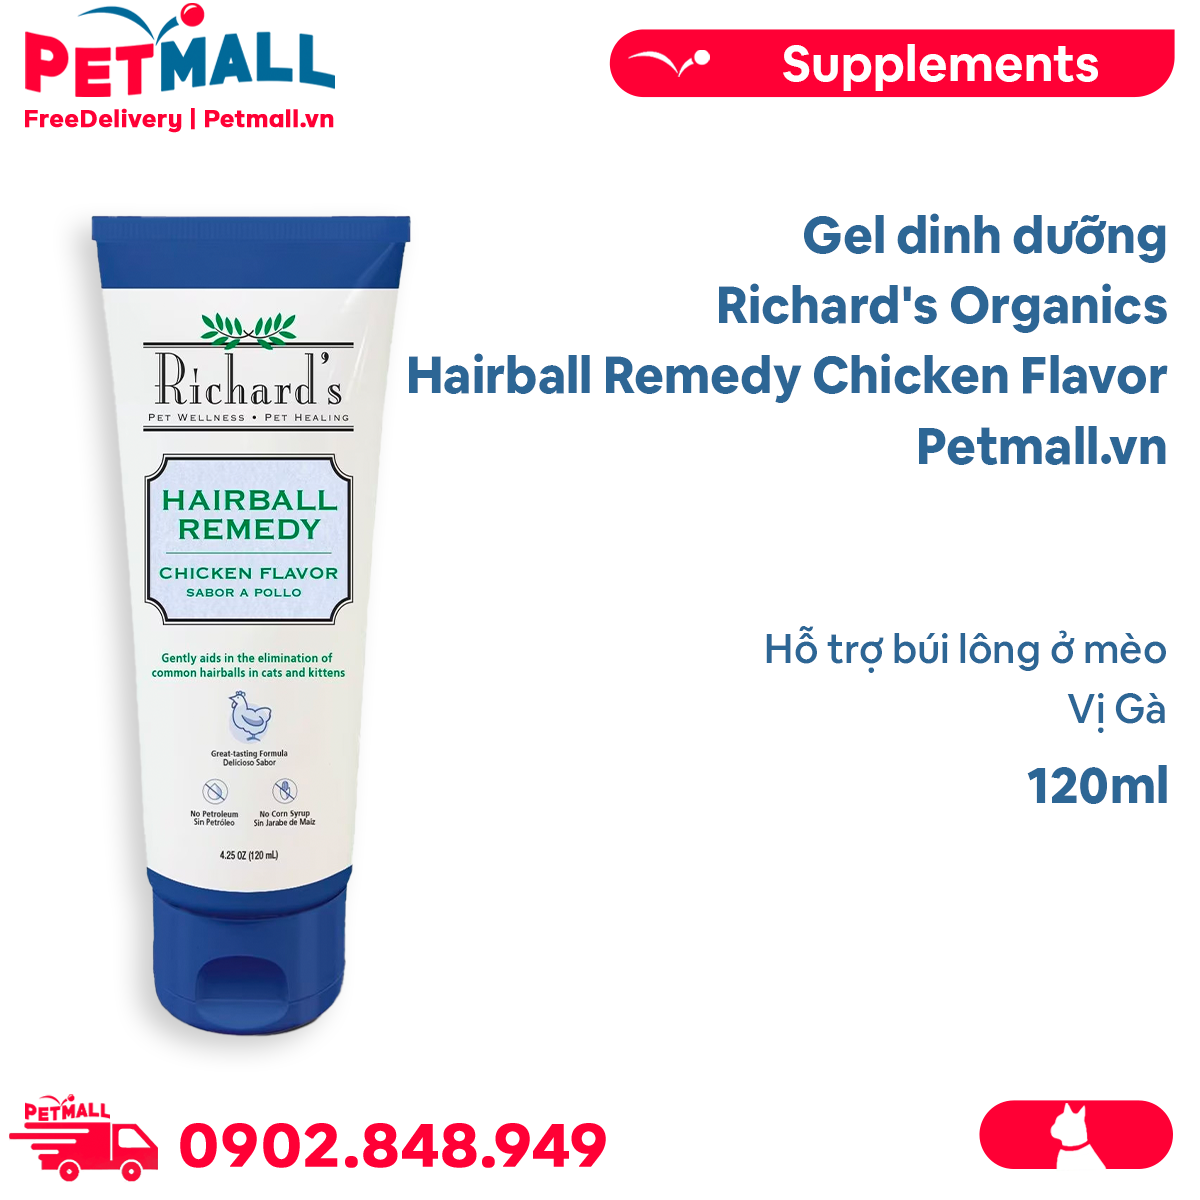 PETMALL
FreeDelivery | Petmall.vn
Supplements
Gel dinh dưỡng
Richard's Organics
Hairball Remedy Chicken Flavor
Petmall.vn
Richard's
PET WELLNESS • PET HEALING
HAIRBALL
REMEDY
CHICKEN FLAVOR
SABOR A POLLO
Gently aids in the elimination of
common hairballs in cats and kittens
Great-tasting Formula
Delicioso Sabor
No Petroleum
Sin Petróleo
No Corn Syrup
Sin Jarabe de Maiz
4.25 OZ (120 mL)
Hỗ trợ búi lông ở mèo
Vị Gà
120ml
PETMALL
0902.848.949